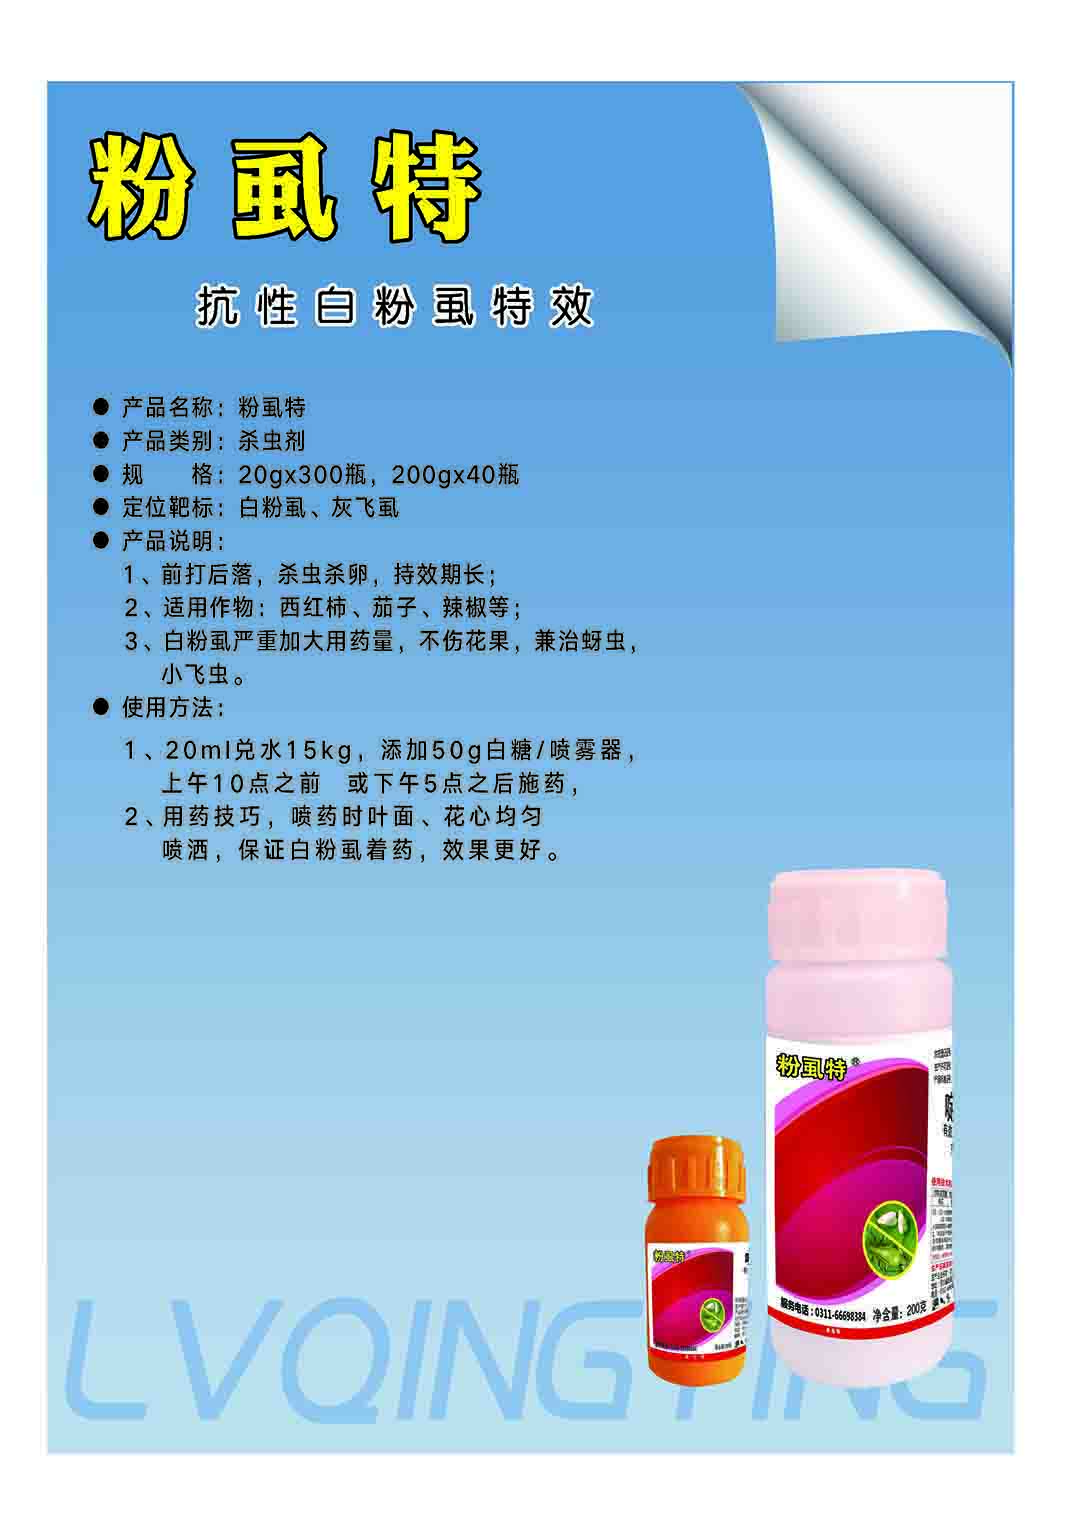 粉虱特
抗性白粉虱特效
● 产品名称：粉虱特
● 产品类别：杀虫剂
● 规　　格：20gx300瓶，200gx40瓶
● 定位靶标：白粉虱、灰飞虱
● 产品说明：
1、前打后落，杀虫杀卵，持效期长；
2、适用作物：西红柿、茄子、辣椒等；
3、白粉虱严重加大用药量，不伤花果，兼治蚜虫，
小飞虫。
● 使用方法：
1、20ml兑水15kg，添加50g白糖/喷雾器，
上午10点之前　或下午5点之后施药，
2、用药技巧，喷药时叶面、花心均匀
喷洒，保证白粉虱着药，效果更好。
粉虱特®
服务电话：0311-66698384
净含量：200克
粉虱特
LVQINGTING